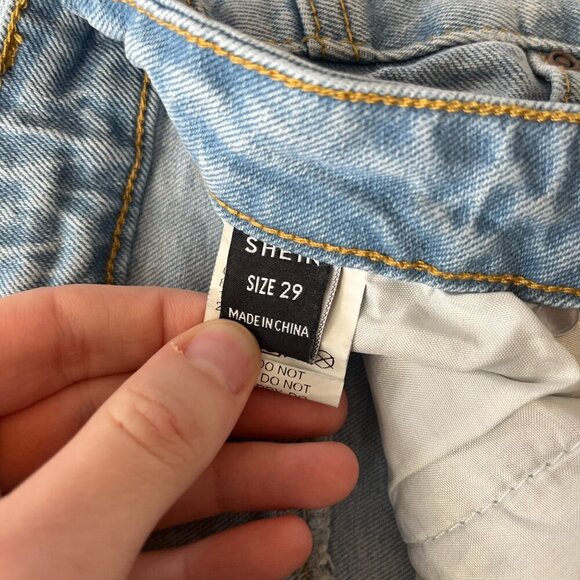 SHEIN
SIZE 29
MADE IN CHINA
DO NOT
DO NOT